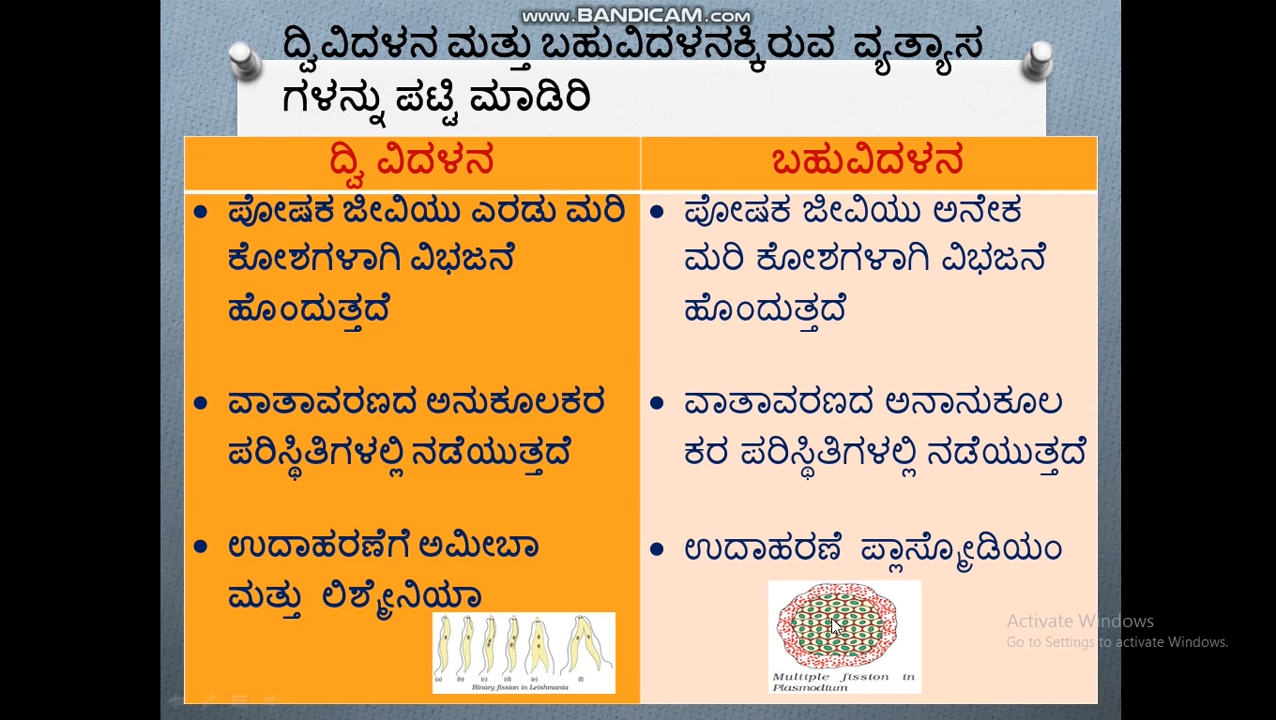 www.BANDICAM.com
ದ್ವಿವಿದಳನ ಮತ್ತು ಬಹುವಿದಳನಕ್ಕಿರುವ ವ್ಯತ್ಯಾಸ
ಗಳನ್ನು ಪಟ್ಟಿ ಮಾಡಿರಿ
ದ್ವಿ ವಿದಳನ
ಬಹುವಿದಳನ
• ಪೋಷಕ ಜೀವಿಯು ಎರಡು ಮರಿ
ಕೋಶಗಳಾಗಿ ವಿಭಜನೆ
ಹೊಂದುತ್ತದೆ
• ವಾತಾವರಣದ ಅನುಕೂಲಕರ
ಪರಿಸ್ಥಿತಿಗಳಲ್ಲಿ ನಡೆಯುತ್ತದೆ
• ಉದಾಹರಣೆಗೆ ಅಮೀಬಾ
ಮತ್ತು ಲಿಶ್ಮೇನಿಯಾ
(a) (b) (c) (d) (e) (f)
Binary fission in Leishmania
• ಪೋಷಕ ಜೀವಿಯು ಅನೇಕ
ಮರಿ ಕೋಶಗಳಾಗಿ ವಿಭಜನೆ
ಹೊಂದುತ್ತದೆ
• ವಾತಾವರಣದ ಅನಾನುಕೂಲ
ಕರ ಪರಿಸ್ಥಿತಿಗಳಲ್ಲಿ ನಡೆಯುತ್ತದೆ
• ಉದಾಹರಣೆ ಪ್ಲಾಸ್ಮೋಡಿಯಂ
Multiple fission in
Plasmodium
Activate Windows
Go to Settings to activate Windows.